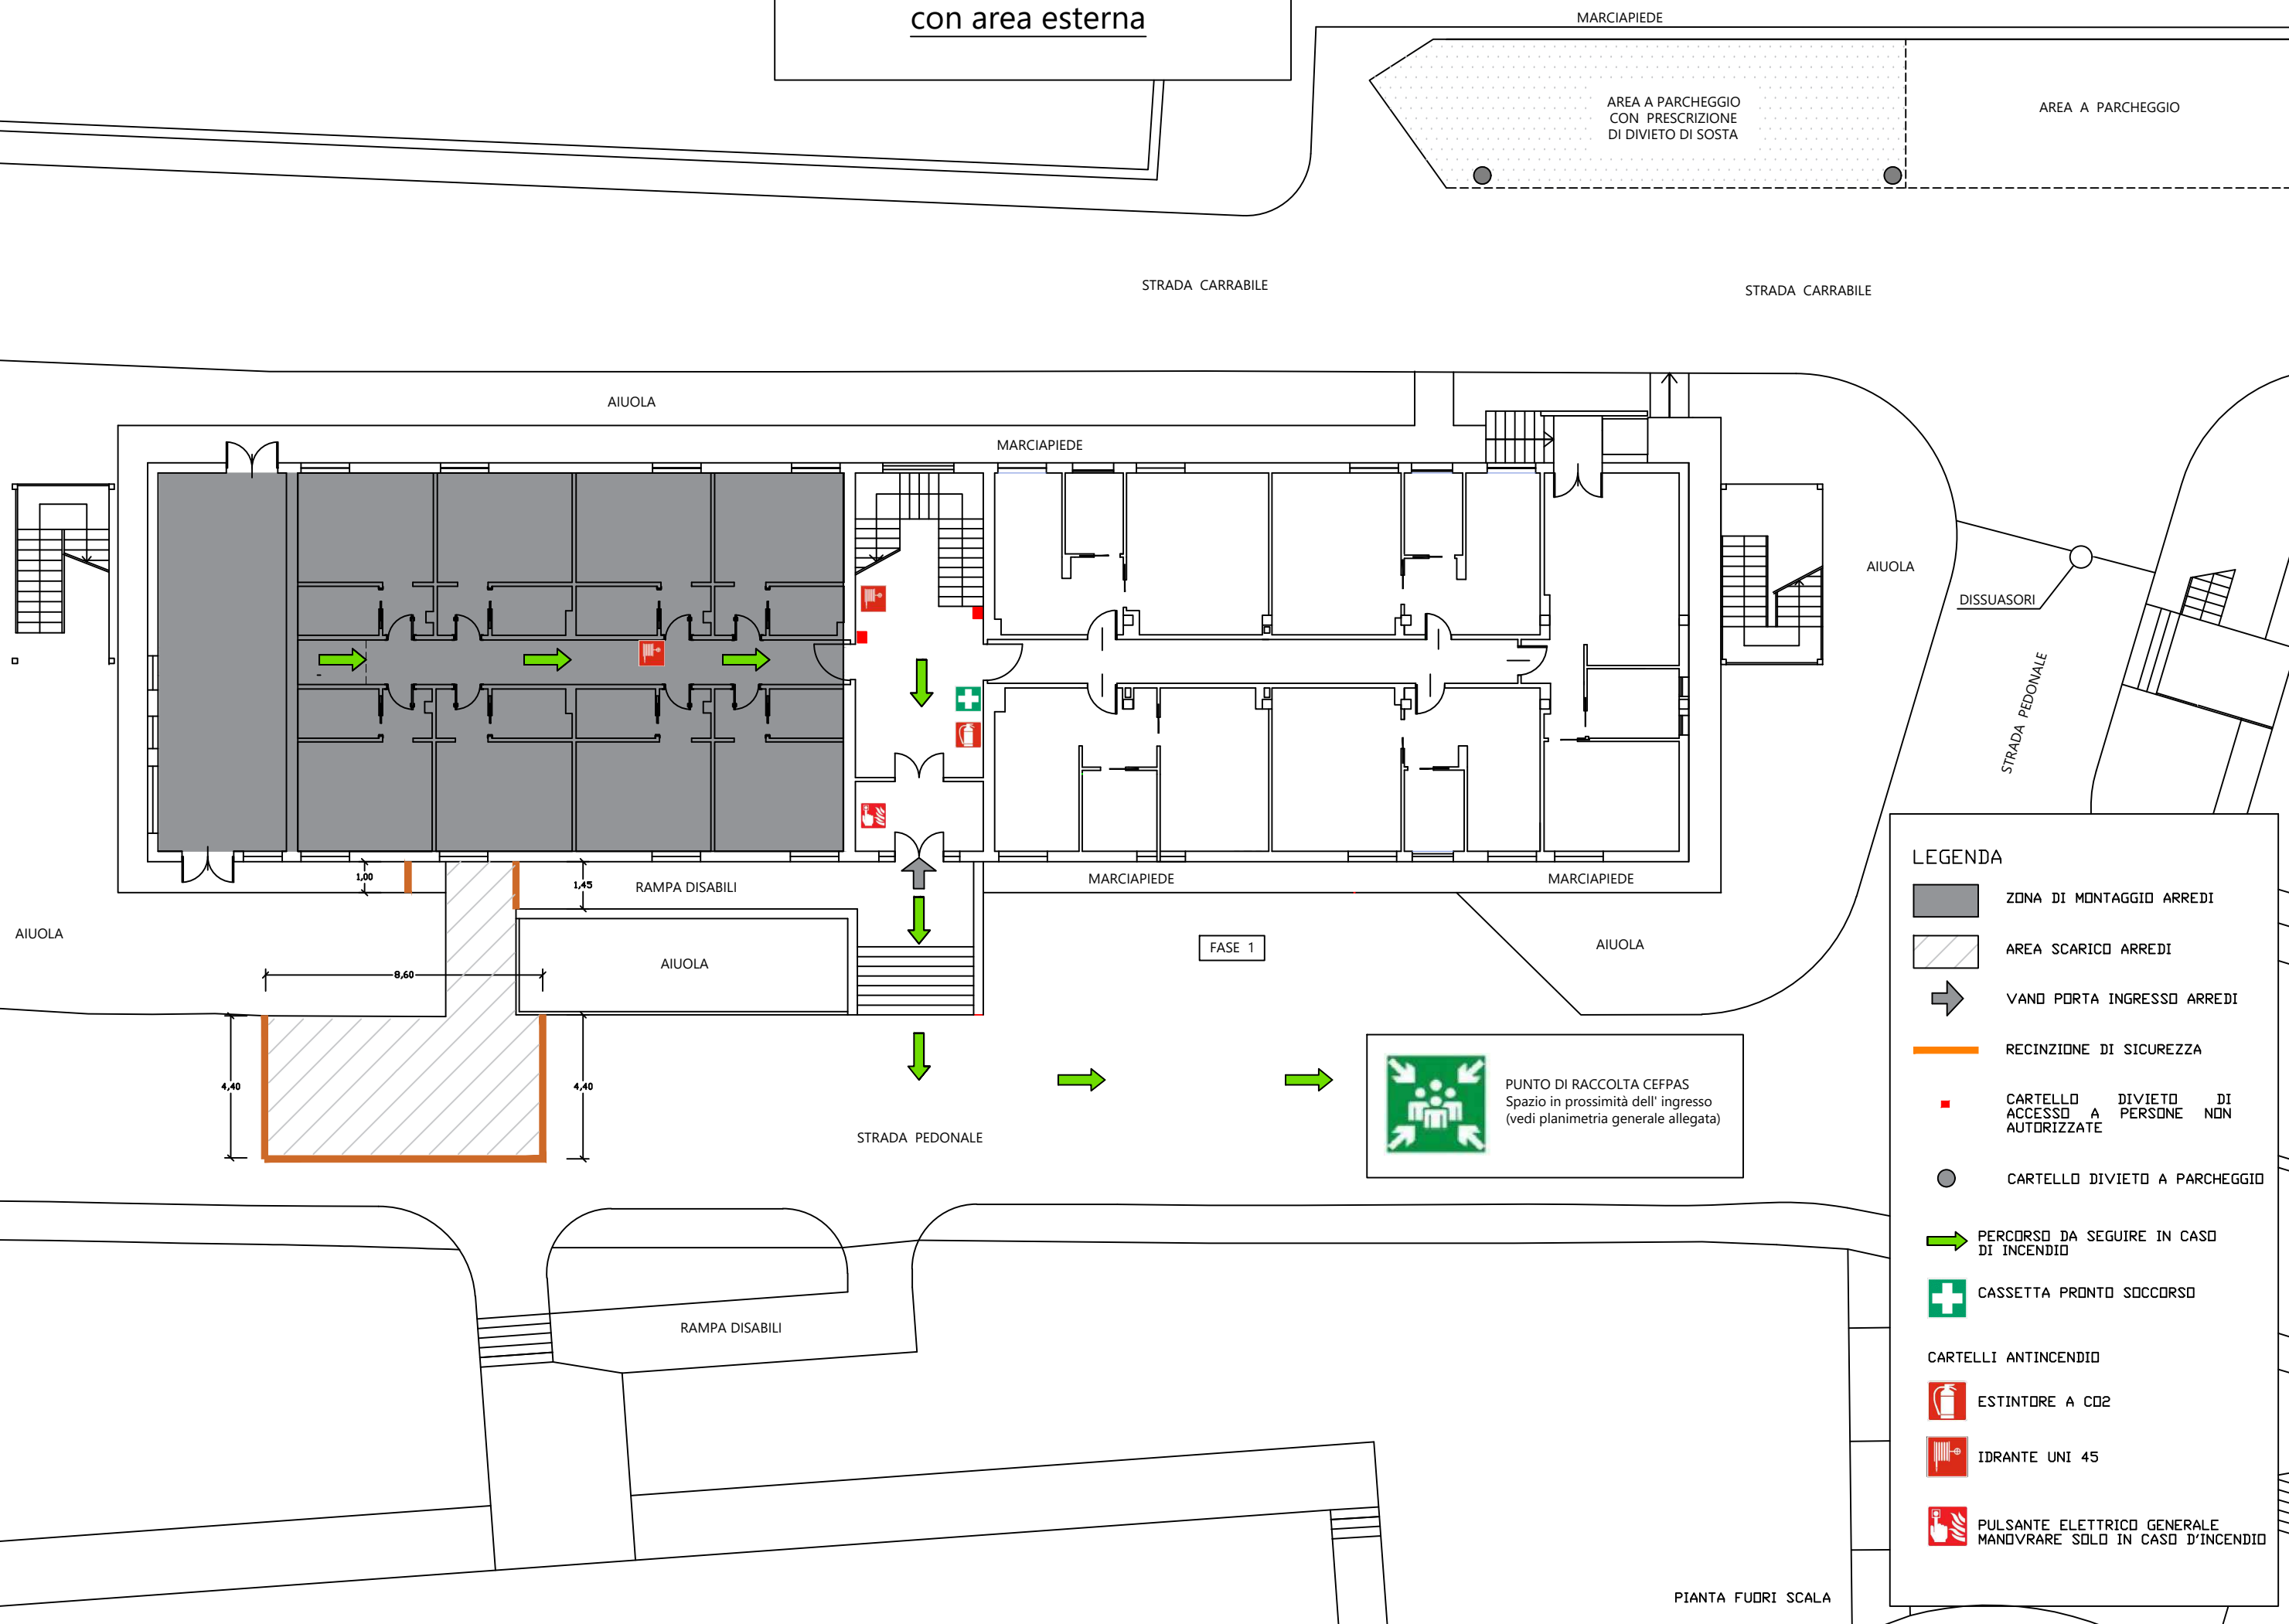 con area esterna
MARCIAPIEDE
AREA A PARCHEGGIO
CON PRESCRIZIONE
DI DIVIETO DI SOSTA
AREA A PARCHEGGIO
STRADA CARRABILE
STRADA CARRABILE
AIUOLA
MARCIAPIEDE
AIUOLA
DISSUASORI
STRADA PEDONALE
1,00
1,45
RAMPA DISABILI
MARCIAPIEDE
MARCIAPIEDE
AIUOLA
AIUOLA
FASE 1
AIUOLA
8,60
4,40
4,40
PUNTO DI RACCOLTA CEFPAS
Spazio in prossimità dell' ingresso
(vedi planimetria generale allegata)
STRADA PEDONALE
RAMPA DISABILI
LEGENDA
ZONA DI MONTAGGIO ARREDI
AREA SCARICO ARREDI
VANO PORTA INGRESSO ARREDI
RECINZIONE DI SICUREZZA
CARTELLO DIVIETO DI
ACCESSO A PERSONE NON
AUTORIZZATE
CARTELLO DIVIETO A PARCHEGGIO
PERCORSO DA SEGUIRE IN CASO
DI INCENDIO
CASSETTA PRONTO SOCCORSO
CARTELLI ANTINCENDIO
ESTINTORE A CO2
IDRANTE UNI 45
PULSANTE ELETTRICO GENERALE
MANOVRARE SOLO IN CASO D'INCENDIO
PIANTA FUORI SCALA